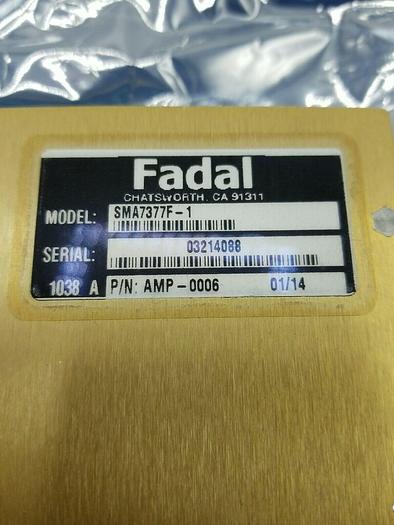 Fadal
CHATSWORTH, CA 91311
MODEL: SMA7377F-1
SERIAL: 03214088
1038 A P/N: AMP-0006 01/14